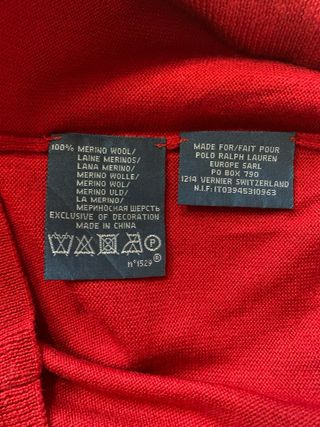 100% MERINO WOOL/
LAINE MERINOS/
LANA MERINO/
MERINO WOLLE/
MERINO WOL/
MERINO ULD/
LA MERINO/
МЕРИНОСНАЯ ШЕРСТЬ
EXCLUSIVE OF DECORATION
MADE IN CHINA
P
n°1529®
MADE FOR/FAIT POUR
POLO RALPH LAUREN
EUROPE SARL
PO BOX 790
1214 VERNIER SWITZERLAND
N.I.F: IT03945310963